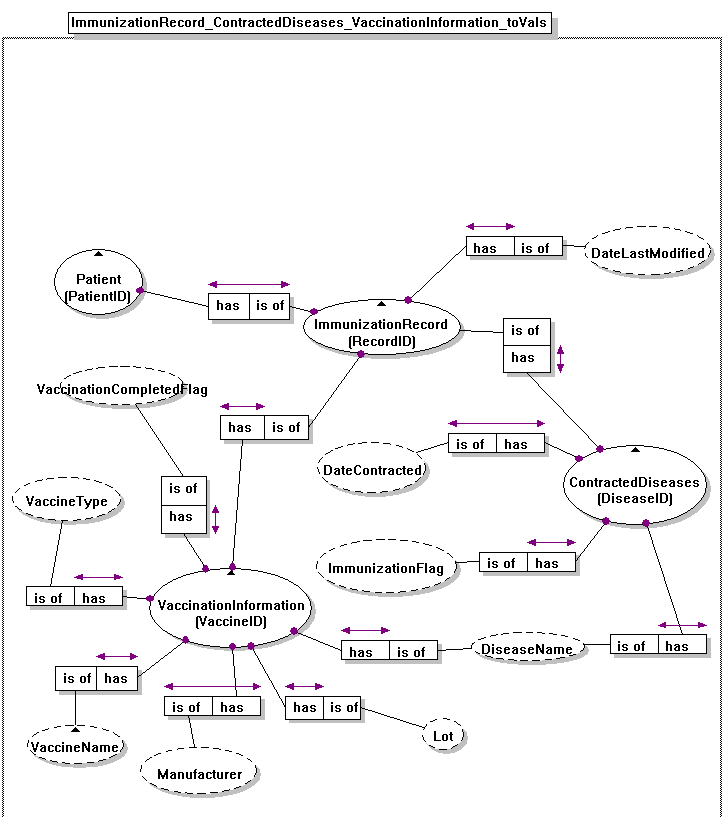 ImmunizationRecord_ContractedDiseases_VaccinationInformation_toVals
has is of
DateLastModified
Patient
(PatientID)
has is of
ImmunizationRecord
(RecordID)
is of
has
VaccinationCompletedFlag
has is of
is of has
DateContracted
ContractedDiseases
(DiseaseID)
is of
has
VaccineType
ImmunizationFlag
is of has
is of has
VaccinationInformation
(VaccineID)
has is of
DiseaseName
is of has
is of has
is of has
has is of
VaccineName
Lot
Manufacturer